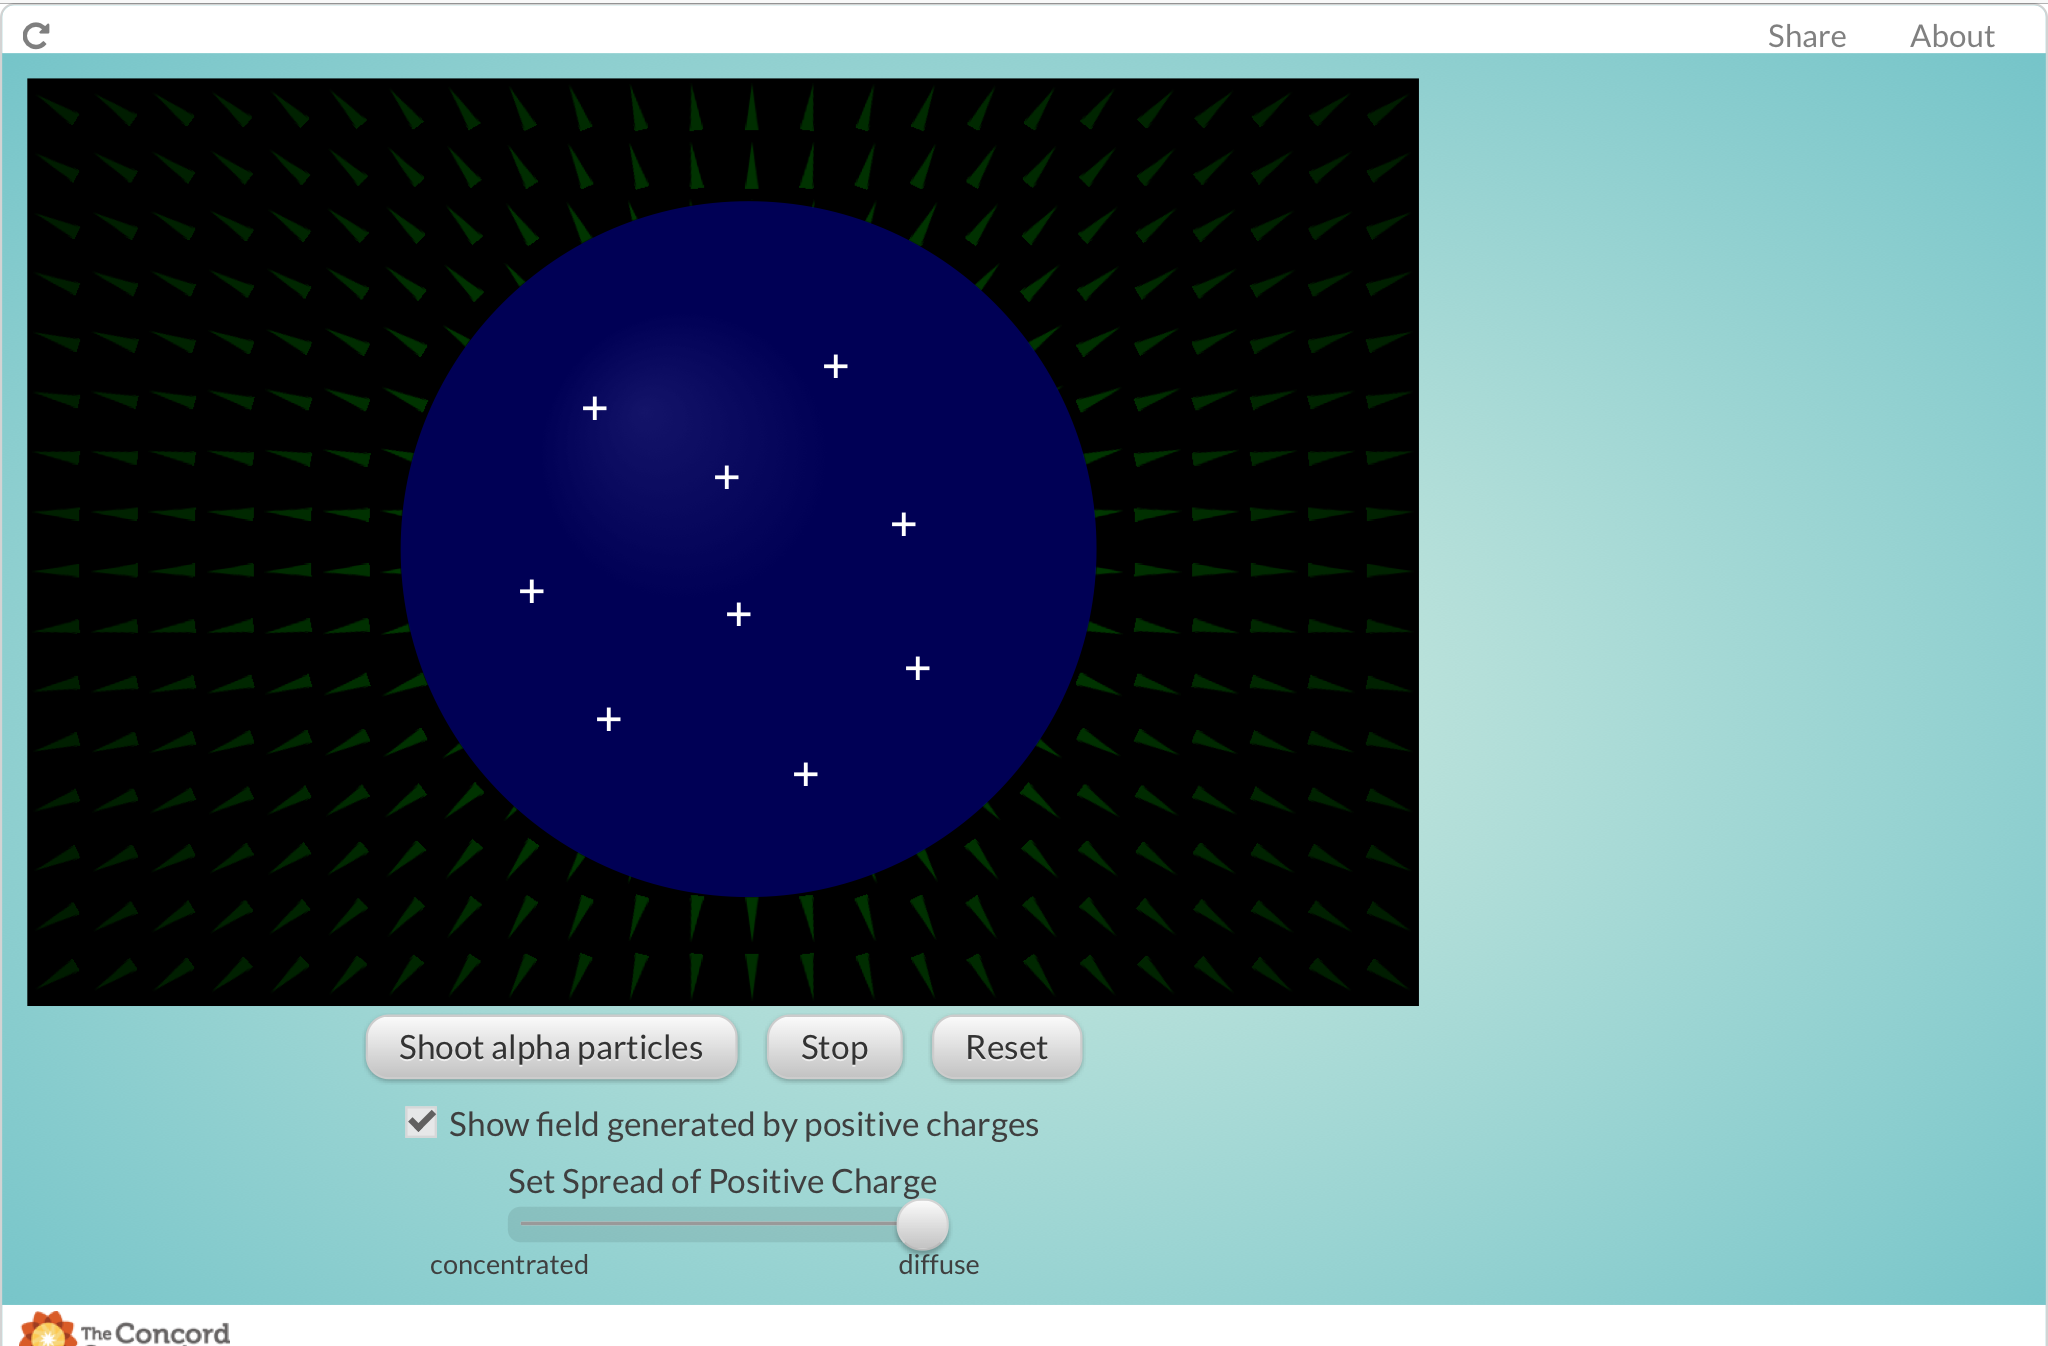 Share About
+
+
+
+
+
+
+
+
+
Shoot alpha particles Stop Reset
Show field generated by positive charges
Set Spread of Positive Charge
concentrated diffuse
The Concord